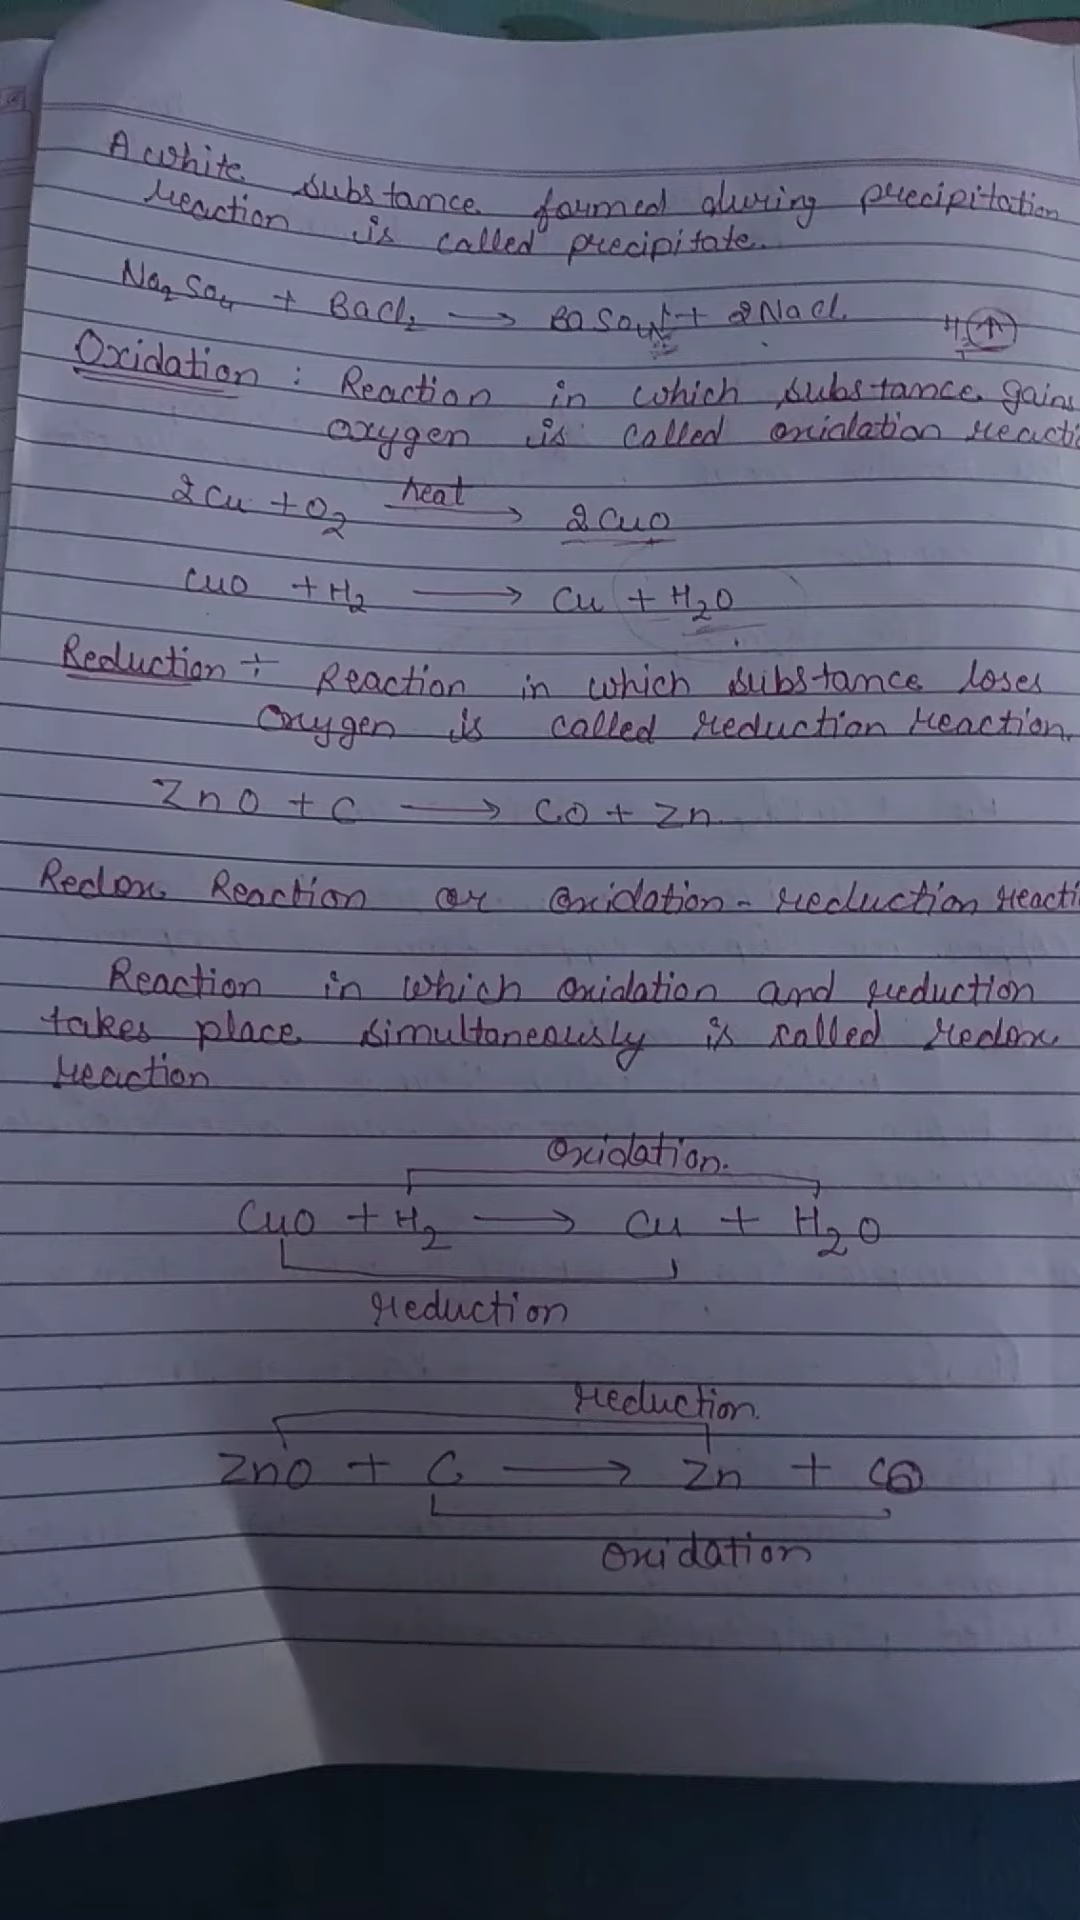 A white substance formed during precipitation
reaction is called precipitate.
Na₂So₄ + BaCl₂ → BaSo₄↓ + 2NaCl.
Oxidation : Reaction in which substance gains
oxygen is called oxidation reacti
2Cu + O₂ heat → 2CuO
CuO + H₂ → Cu + H₂O
Reduction ÷ Reaction in which substance loses
oxygen is called reduction reaction.
ZnO + C → CO + Zn.
Redox Reaction or oxidation - reduction reacti
Reaction in which oxidation and reduction
takes place simultaneously is called redox
reaction
oxidation.
CuO + H₂ → Cu + H₂O
reduction
reduction.
ZnO + C → Zn + CO
oxidation